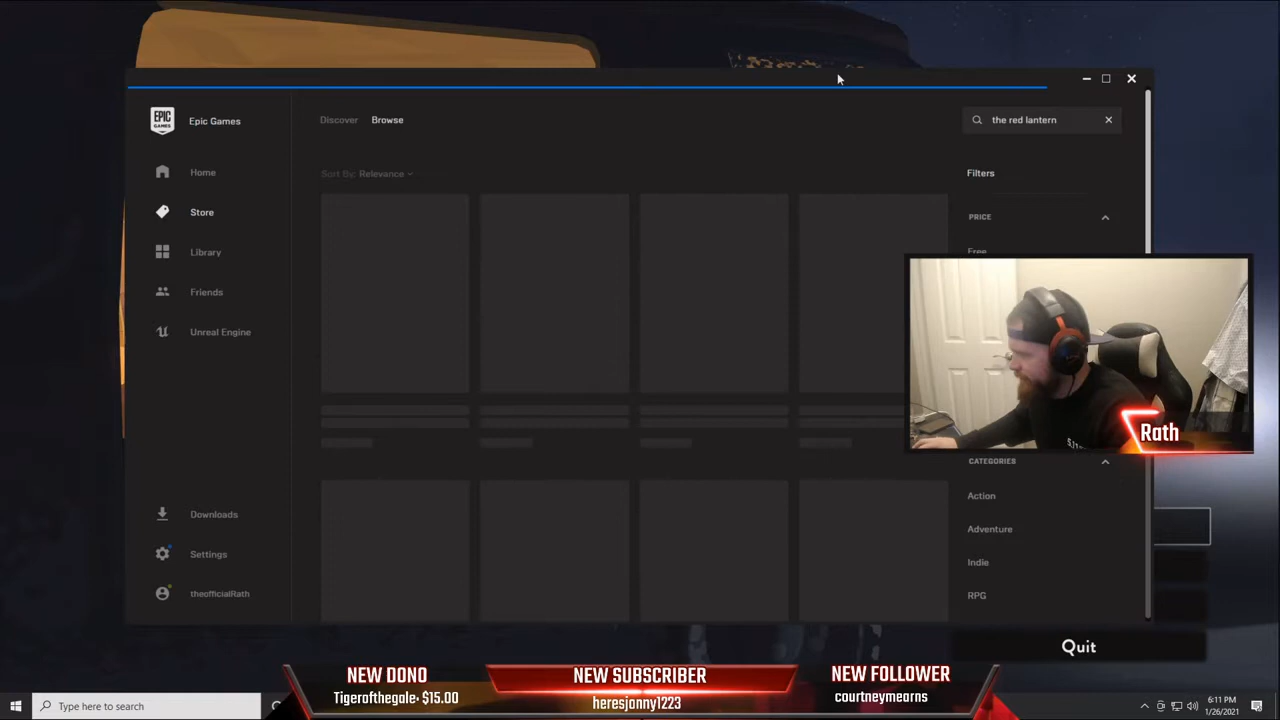 EPIC GAMES
Epic Games
Discover
Browse
the red lantern
Home
Sort By: Relevance
Filters
Store
PRICE
Library
Free
Friends
Unreal Engine
Rath
CATEGORIES
Action
Downloads
Adventure
Settings
Indie
theofficialRath
RPG
Quit
NEW DONO
Tigerofthegale: $15.00
NEW SUBSCRIBER
heresjonny1223
NEW FOLLOWER
courtneymearns
Type here to search
6:11 PM
1/26/2021